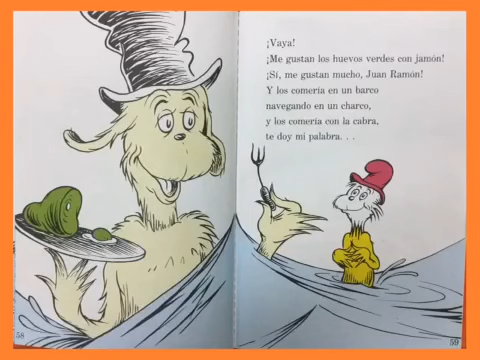 ¡Vaya!
¡Me gustan los huevos verdes con jamón!
¡Sí, me gustan mucho, Juan Ramón!
Y los comería en un barco
navegando en un charco,
y los comería con la cabra,
te doy mi palabra. . .
58
59